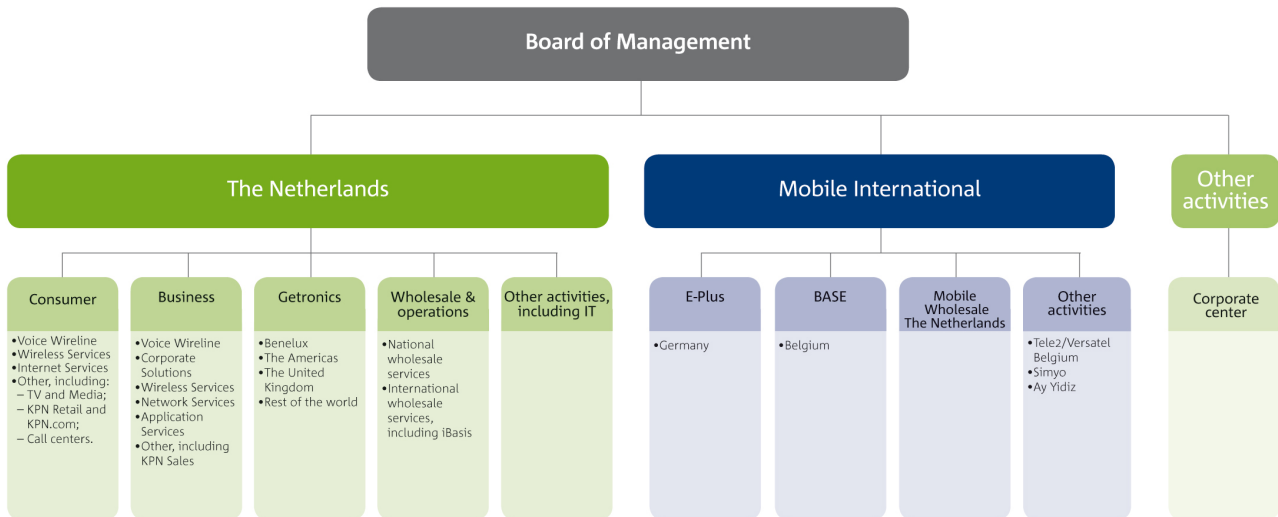 Board of Management
The Netherlands
Mobile International
Other
activities
Consumer
•Voice Wireline
•Wireless Services
•Internet Services
•Other, including:
– TV and Media;
– KPN Retail and
KPN.com;
– Call centers.
Business
•Voice Wireline
•Corporate
Solutions
•Wireless Services
•Network Services
•Application
Services
•Other, including
KPN Sales
Getronics
•Benelux
•The Americas
•The United
Kingdom
•Rest of the world
Wholesale &
operations
•National
wholesale
services
•International
wholesale
services,
including iBasis
Other activities,
including IT
E-Plus
•Germany
BASE
•Belgium
Mobile
Wholesale
The Netherlands
Other
activities
•Tele2/Versatel
Belgium
•Simyo
•Ay Yidiz
Corporate
center